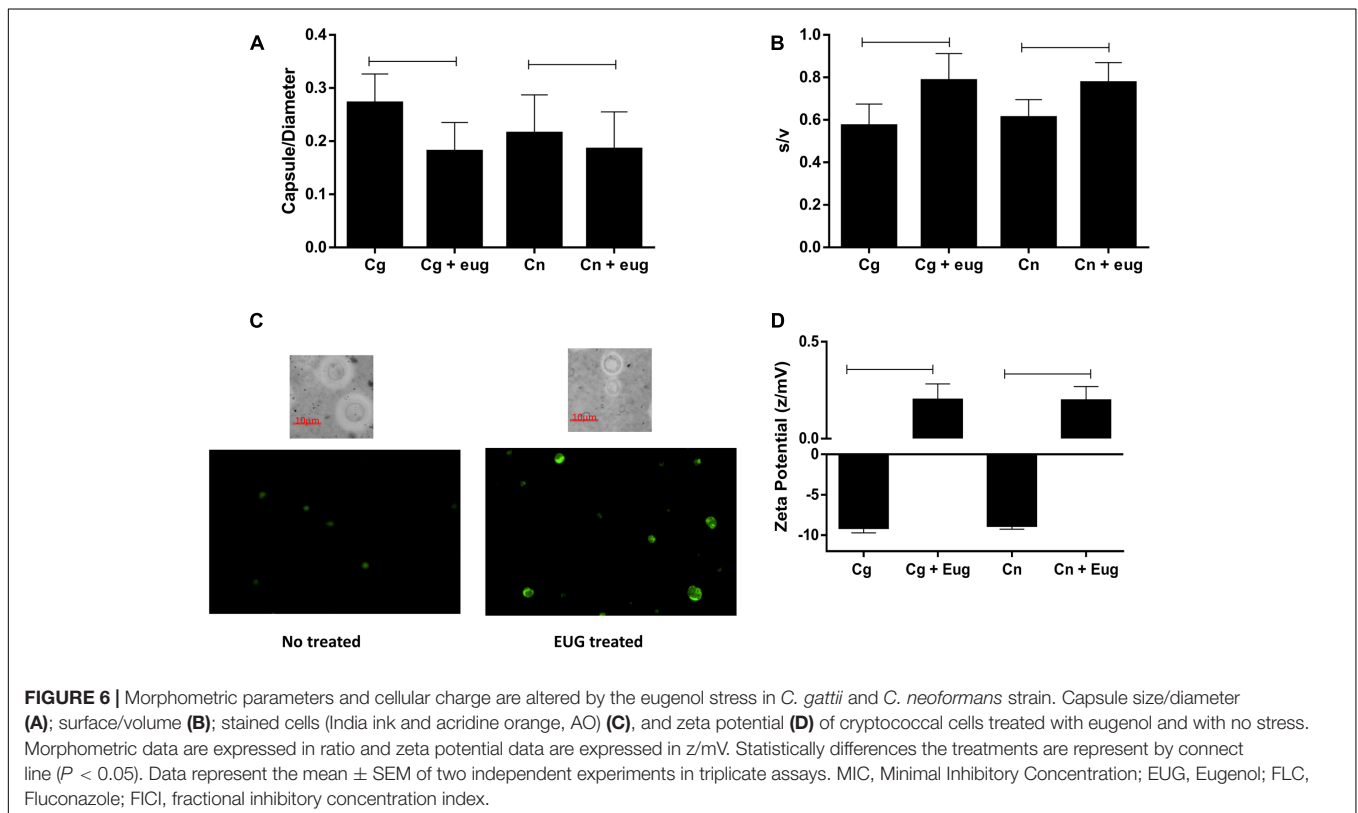 A
Capsule/Diameter
0.4
0.3
0.2
0.1
0.0
Cg
Cg + eug
Cn
Cn + eug
B
s/v
1.0
0.8
0.6
0.4
0.2
0.0
Cg
Cg + eug
Cn
Cn + eug
C
10µm
10µm
No treated
EUG treated
D
Zeta Potential (z/mV)
0.5
0.0
0
-5
-10
Cg
Cg + Eug
Cn
Cn + Eug
FIGURE 6 | Morphometric parameters and cellular charge are altered by the eugenol stress in C. gattii and C. neoformans strain. Capsule size/diameter
(A); surface/volume (B); stained cells (India ink and acridine orange, AO) (C), and zeta potential (D) of cryptococcal cells treated with eugenol and with no stress.
Morphometric data are expressed in ratio and zeta potential data are expressed in z/mV. Statistically differences the treatments are represent by connect
line (P < 0.05). Data represent the mean ± SEM of two independent experiments in triplicate assays. MIC, Minimal Inhibitory Concentration; EUG, Eugenol; FLC,
Fluconazole; FICI, fractional inhibitory concentration index.